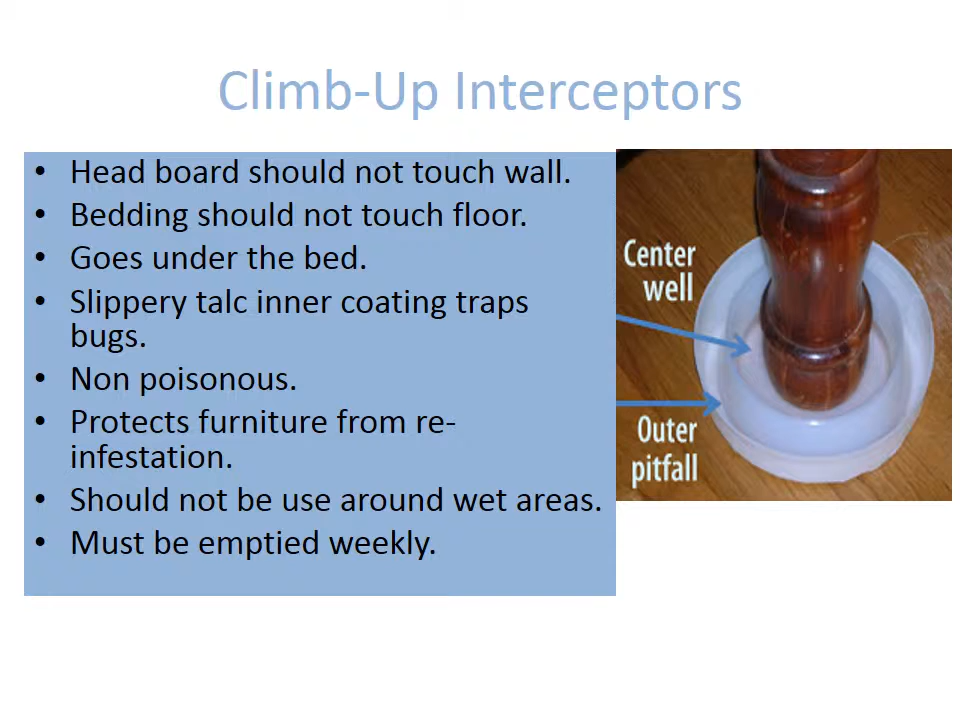 Climb-Up Interceptors
• Head board should not touch wall.
• Bedding should not touch floor.
• Goes under the bed.
• Slippery talc inner coating traps
bugs.
• Non poisonous.
• Protects furniture from re-
infestation.
• Should not be use around wet areas.
• Must be emptied weekly.
Center
well
Outer
pitfall